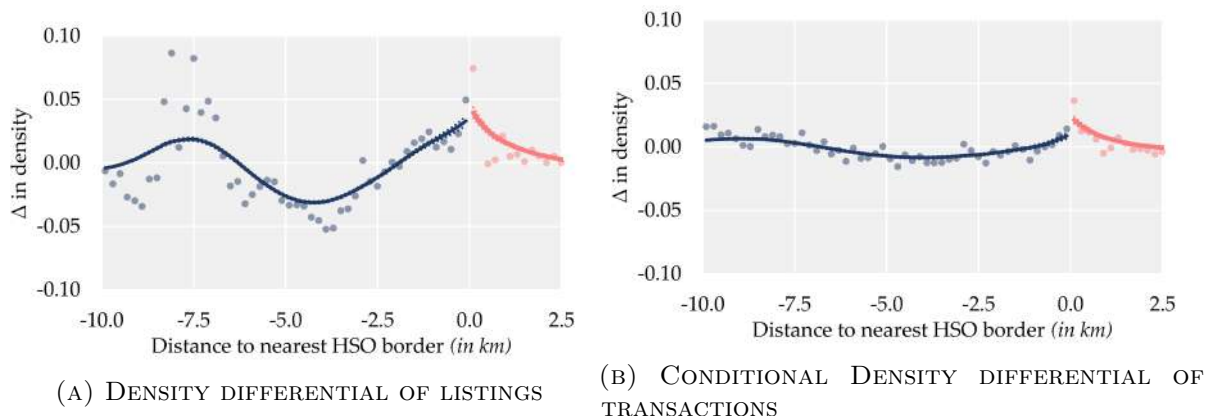 0.10
0.05
0.00
-0.05
-0.10
Δ in density
-10.0 -7.5 -5.0 -2.5 0.0 2.5
Distance to nearest HSO border (in km)
(A) DENSITY DIFFERENTIAL OF LISTINGS
0.10
0.05
0.00
-0.05
-0.10
Δ in density
-10.0 -7.5 -5.0 -2.5 0.0 2.5
Distance to nearest HSO border (in km)
(B) CONDITIONAL DENSITY DIFFERENTIAL OF
TRANSACTIONS